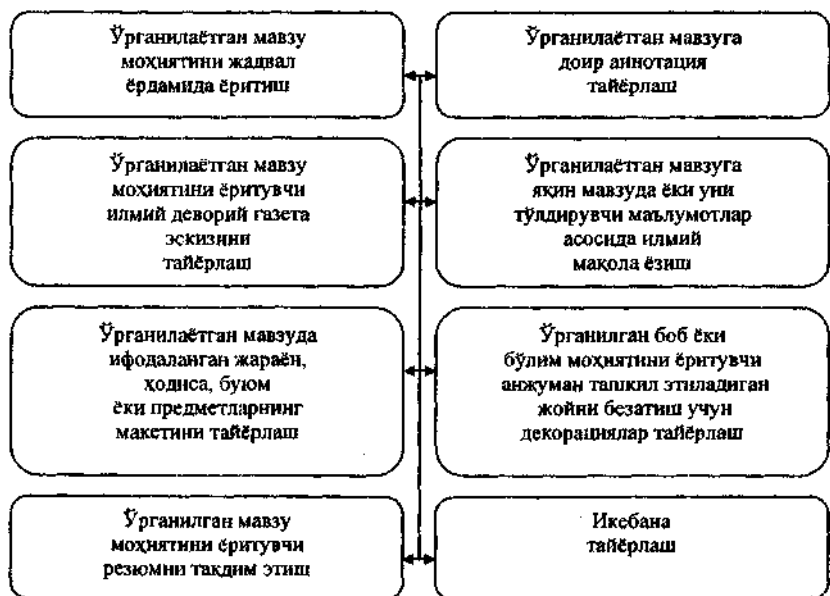 Ўрганилаётган мавзу
моҳиятини жадвал
ёрдамида ёритиш
Ўрганилаётган мавзуга
доир аннотация
тайёрлаш
Ўрганилаётган мавзу
моҳиятини ёритувчи
илмий деворий газета
эскизини
тайёрлаш
Ўрганилаётган мавзуга
яқин мавзуда ёки уни
тўлдирувчи маълумотлар
асосида илмий
мақола ёзиш
Ўрганилаётган мавзуда
ифодаланган жараён,
ҳодиса, буюм
ёки предметларнинг
макетини тайёрлаш
Ўрганилган боб ёки
бўлим моҳиятини ёритувчи
анжуман ташкил этиладиган
жойни безатиш учун
декорациялар тайёрлаш
Ўрганилган мавзу
моҳиятини ёритувчи
резюмни тақдим этиш
Икебана
тайёрлаш